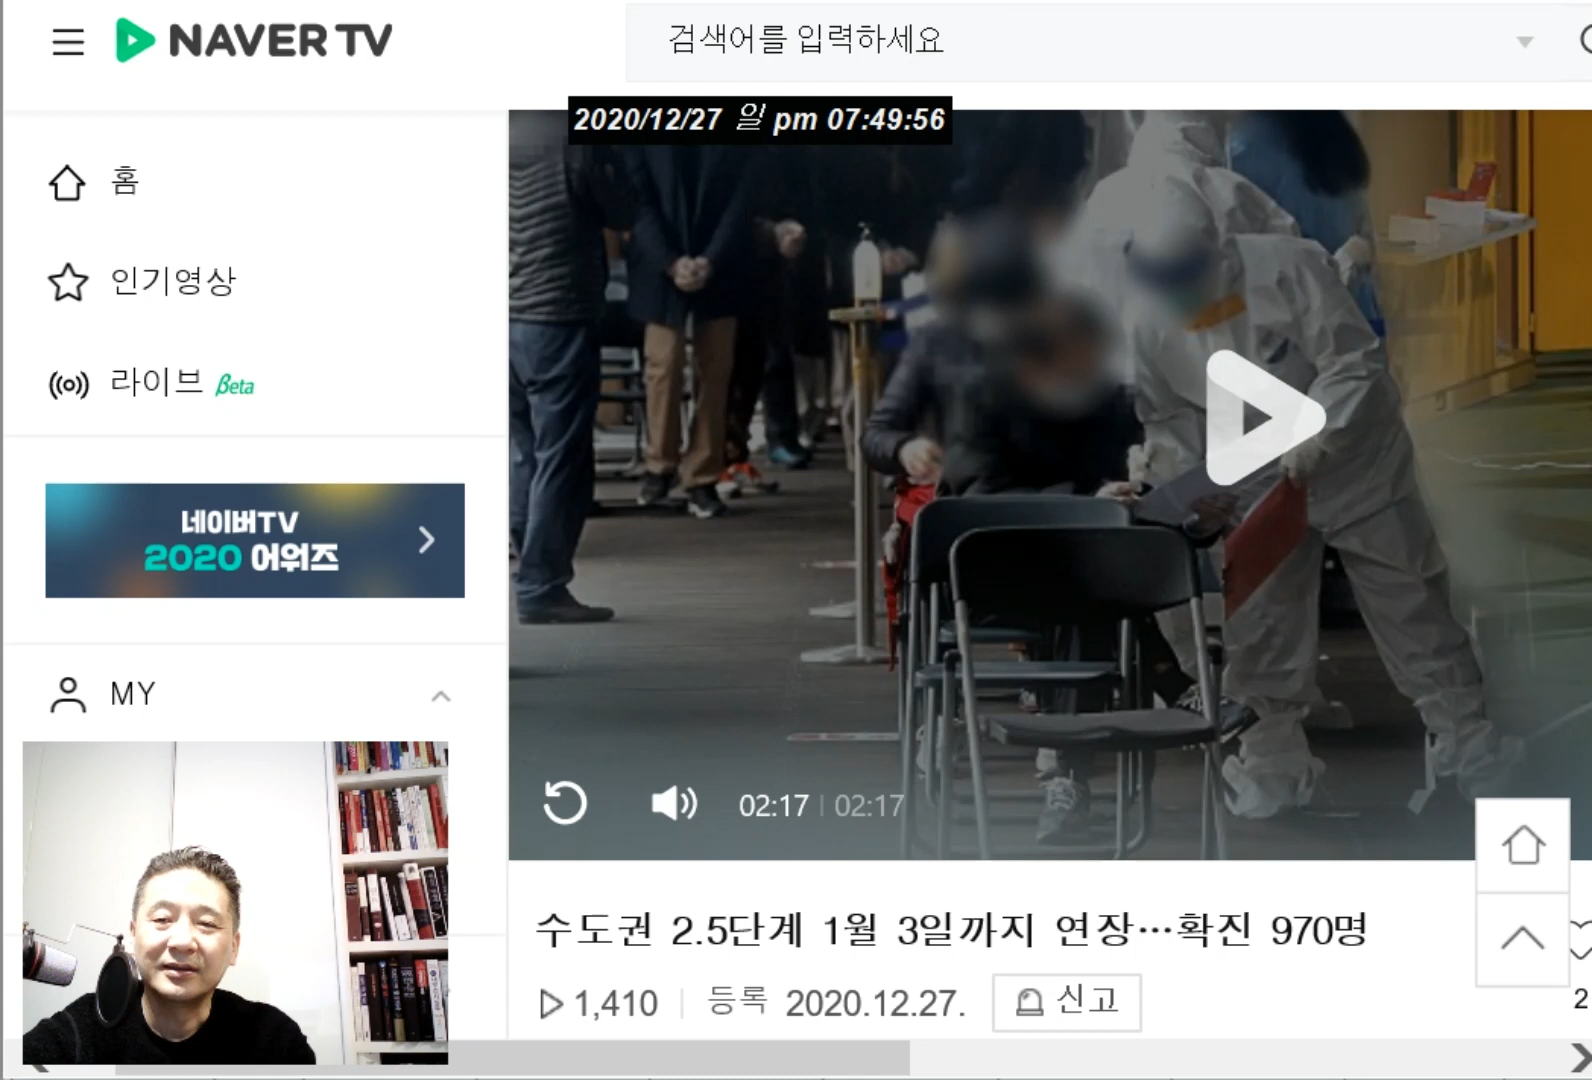 NAVER TV
검색어를 입력하세요
2020/12/27 일 pm 07:49:56
홈
인기영상
라이브 Beta
네이버TV
2020 어워즈
MY
02:17 | 02:17
수도권 2.5단계 1월 3일까지 연장…확진 970명
1,410 | 등록 2020.12.27. 신고
2